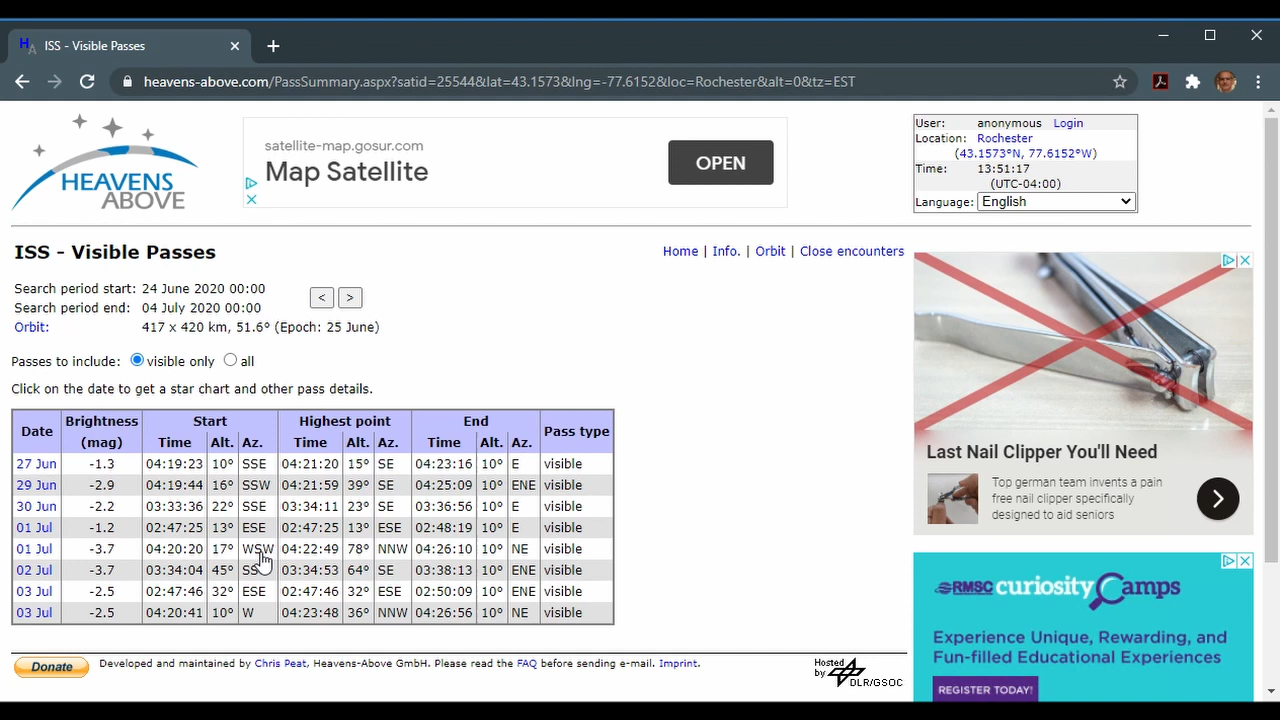 ISS - Visible Passes
heavens-above.com/PassSummary.aspx?satid=25544&lat=43.1573&lng=-77.6152&loc=Rochester&alt=0&tz=EST
HEAVENS
ABOVE
satellite-map.gosur.com
Map Satellite
OPEN
User: anonymous Login
Location: Rochester
(43.1573°N, 77.6152°W)
Time: 13:51:17
(UTC-04:00)
Language: English
ISS - Visible Passes
Home | Info. | Orbit | Close encounters
Search period start: 24 June 2020 00:00
Search period end: 04 July 2020 00:00
< >
Orbit: 417 x 420 km, 51.6° (Epoch: 25 June)
Passes to include: visible only all
Click on the date to get a star chart and other pass details.
Date Brightness (mag) Start Highest point End Pass type
Time Alt. Az. Time Alt. Az. Time Alt. Az.
27 Jun -1.3 04:19:23 10° SSE 04:21:20 15° SE 04:23:16 10° E visible
29 Jun -2.9 04:19:44 16° SSW 04:21:59 39° SE 04:25:09 10° ENE visible
30 Jun -2.2 03:33:36 22° SSE 03:34:11 23° SE 03:36:56 10° E visible
01 Jul -1.2 02:47:25 13° ESE 02:47:25 13° ESE 02:48:19 10° E visible
01 Jul -3.7 04:20:20 17° WSW 04:22:49 78° NNW 04:26:10 10° NE visible
02 Jul -3.7 03:34:04 45° 03:34:53 64° SE 03:38:13 10° ENE visible
03 Jul -2.5 02:47:46 32° ESE 02:47:46 32° ESE 02:50:09 10° ENE visible
03 Jul -2.5 04:20:41 10° W 04:23:48 36° NNW 04:26:56 10° NE visible
Donate
Developed and maintained by Chris Peat, Heavens-Above GmbH. Please read the FAQ before sending e-mail. Imprint.
Hosted
by
DLR/GSOC
Last Nail Clipper You'll Need
Top german team invents a pain
free nail clipper specifically
designed to aid seniors
RMSC curiosity Camps
Experience Unique, Rewarding, and
Fun-filled Educational Experiences
REGISTER TODAY!